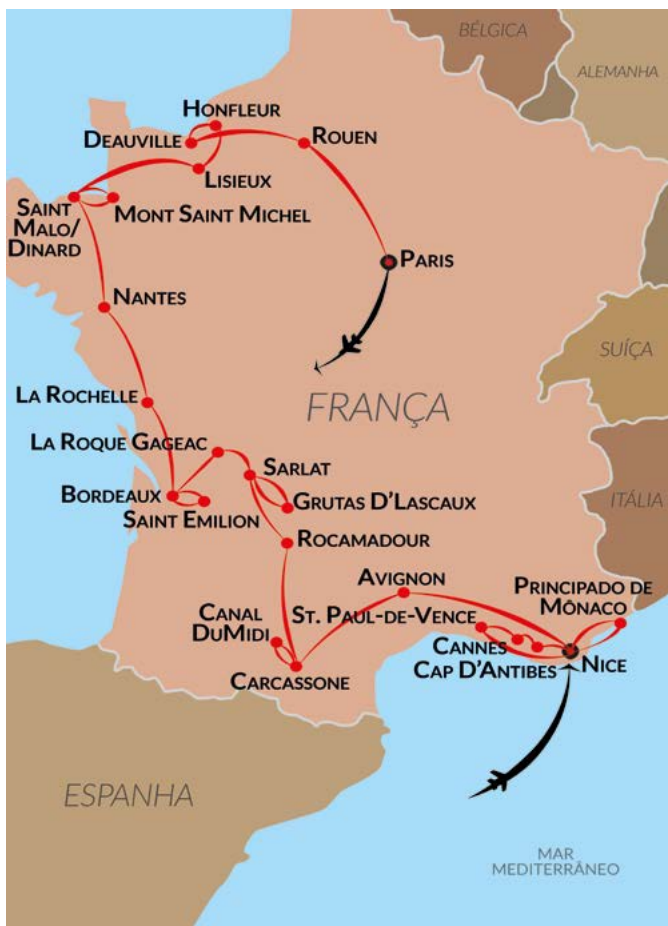 BÉLGICA
ALEMANHA
HONFLEUR
DEAUVILLE
ROUEN
LISIEUX
SAINT
MALO/
DINARD
MONT SAINT MICHEL
PARIS
NANTES
SUÍÇA
LA ROCHELLE
FRANÇA
LA ROQUE GAGEAC
SARLAT
BORDEAUX
GRUTAS D'LASCAUX
SAINT EMILION
ITÁLIA
ROCAMADOUR
AVIGNON
PRINCIPADO DE
MÔNACO
CANAL
DUMIDI
ST. PAUL-DE-VENCE
CANNES
CAP D'ANTIBES
NICE
CARCASSONE
ESPANHA
MAR
MEDITERRÂNEO